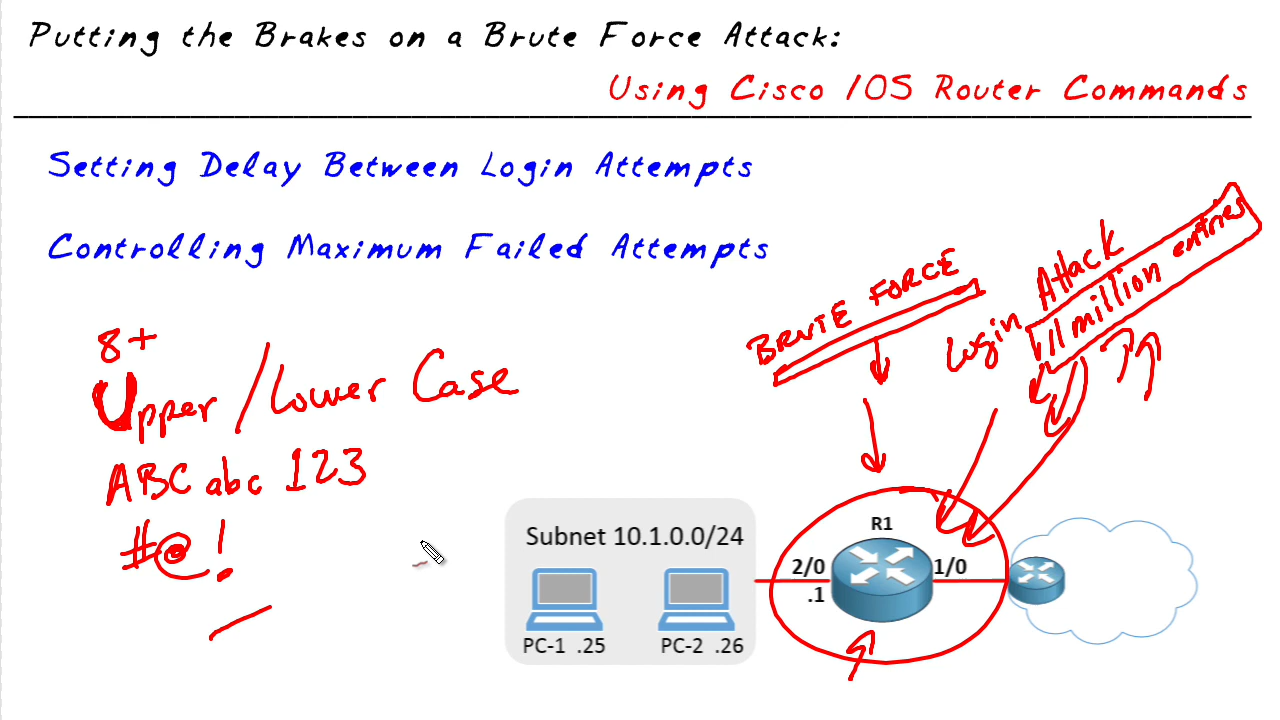 Putting the Brakes on a Brute Force Attack:
Using Cisco IOS Router Commands
Setting Delay Between Login Attempts
Controlling Maximum Failed Attempts
8+
Upper / Lower Case
ABC abc 123
#@!
BRUTE FORCE
Login Attack
1 million entries
Subnet 10.1.0.0/24
PC-1 .25
PC-2 .26
R1
2/0
.1
1/0